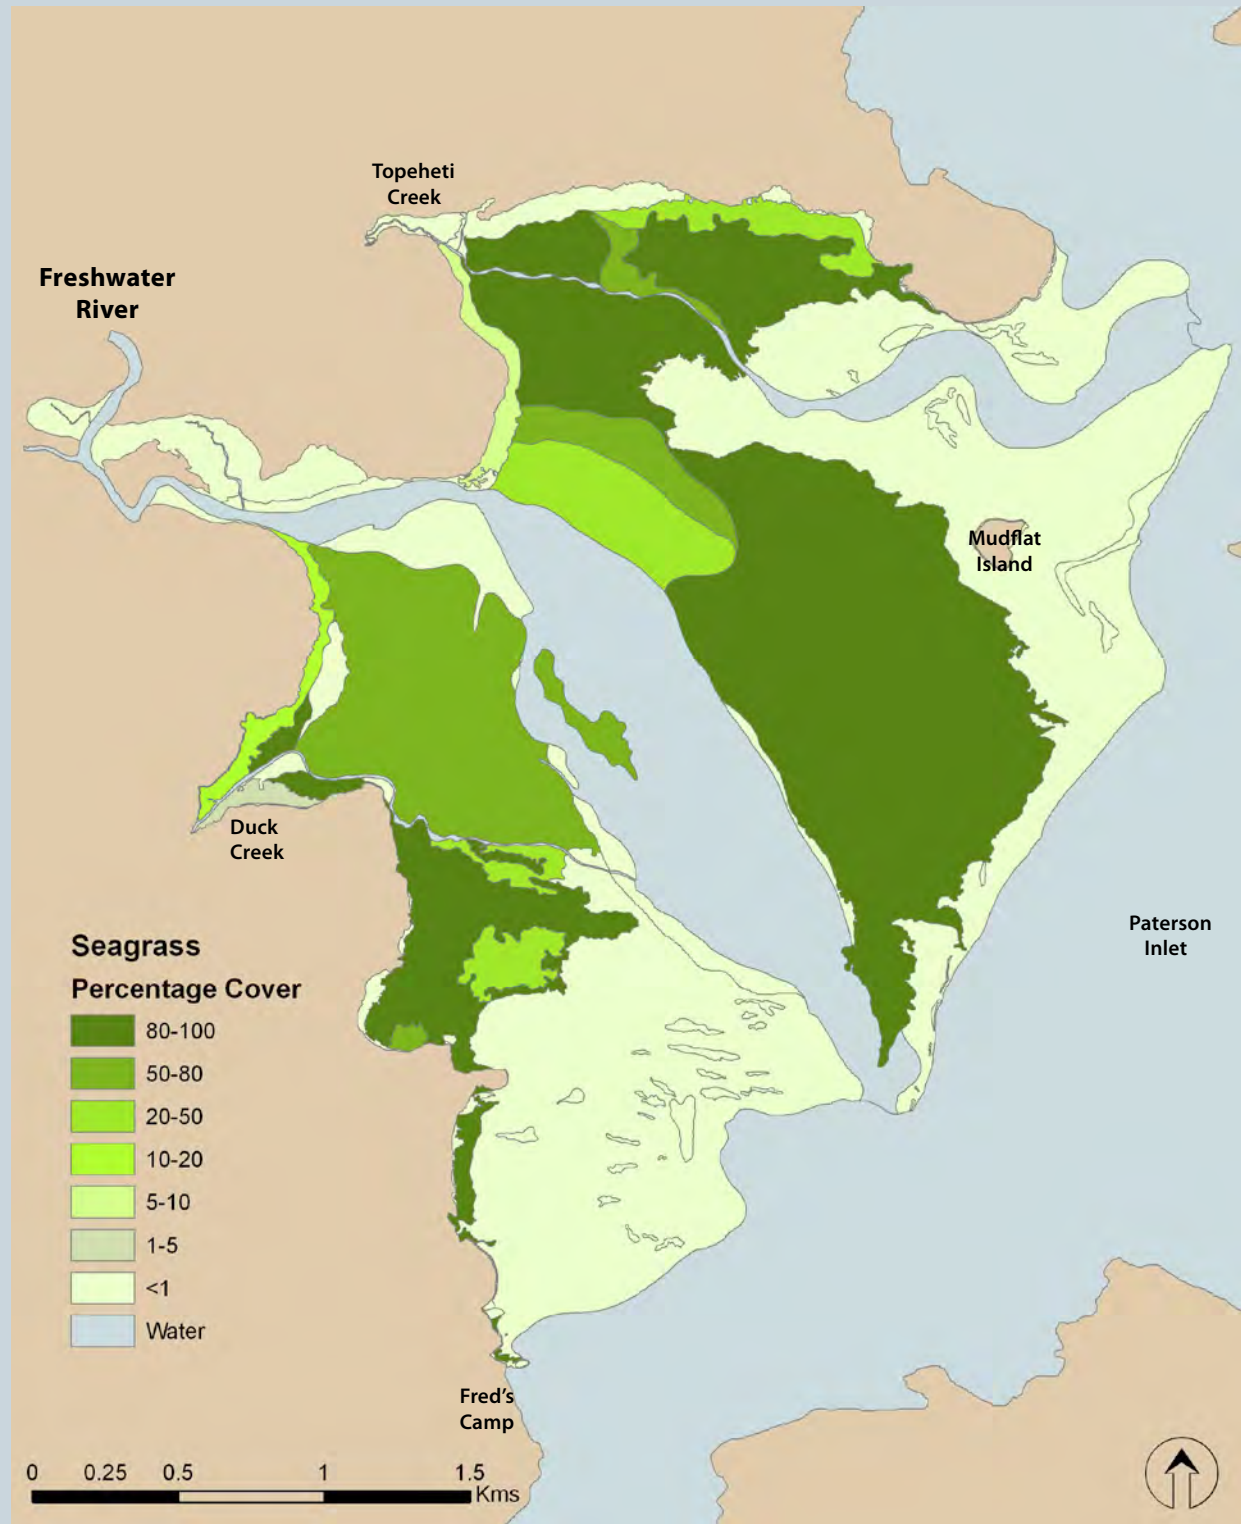 Topeheti
Creek
Freshwater
River
Mudflat
Island
Duck
Creek
Paterson
Inlet
Seagrass
Percentage Cover
80-100
50-80
20-50
10-20
5-10
1-5
<1
Water
Fred's
Camp
0 0.25 0.5 1 1.5
Kms